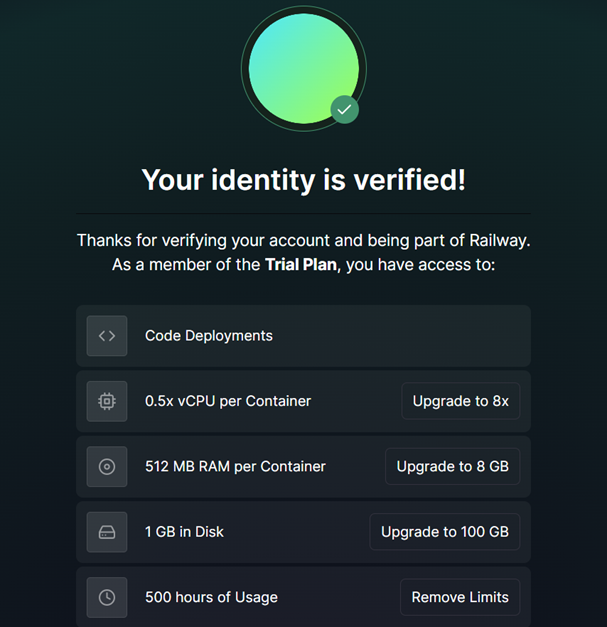 Your identity is verified!
Thanks for verifying your account and being part of Railway.
As a member of the Trial Plan, you have access to:
Code Deployments
0.5x vCPU per Container
Upgrade to 8x
512 MB RAM per Container
Upgrade to 8 GB
1 GB in Disk
Upgrade to 100 GB
500 hours of Usage
Remove Limits